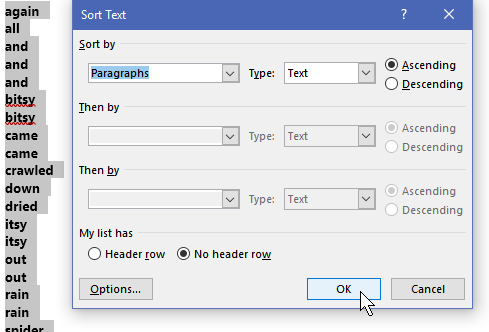 again
all
and
and
and
bitsy
bitsy
came
came
crawled
down
dried
itsy
itsy
out
out
rain
rain
spider
Sort Text
?
Sort by
Paragraphs Type: Text
Ascending
Descending
Then by
Type: Text
Ascending
Descending
Then by
Type: Text
Ascending
Descending
My list has
Header row No header row
Options... OK Cancel